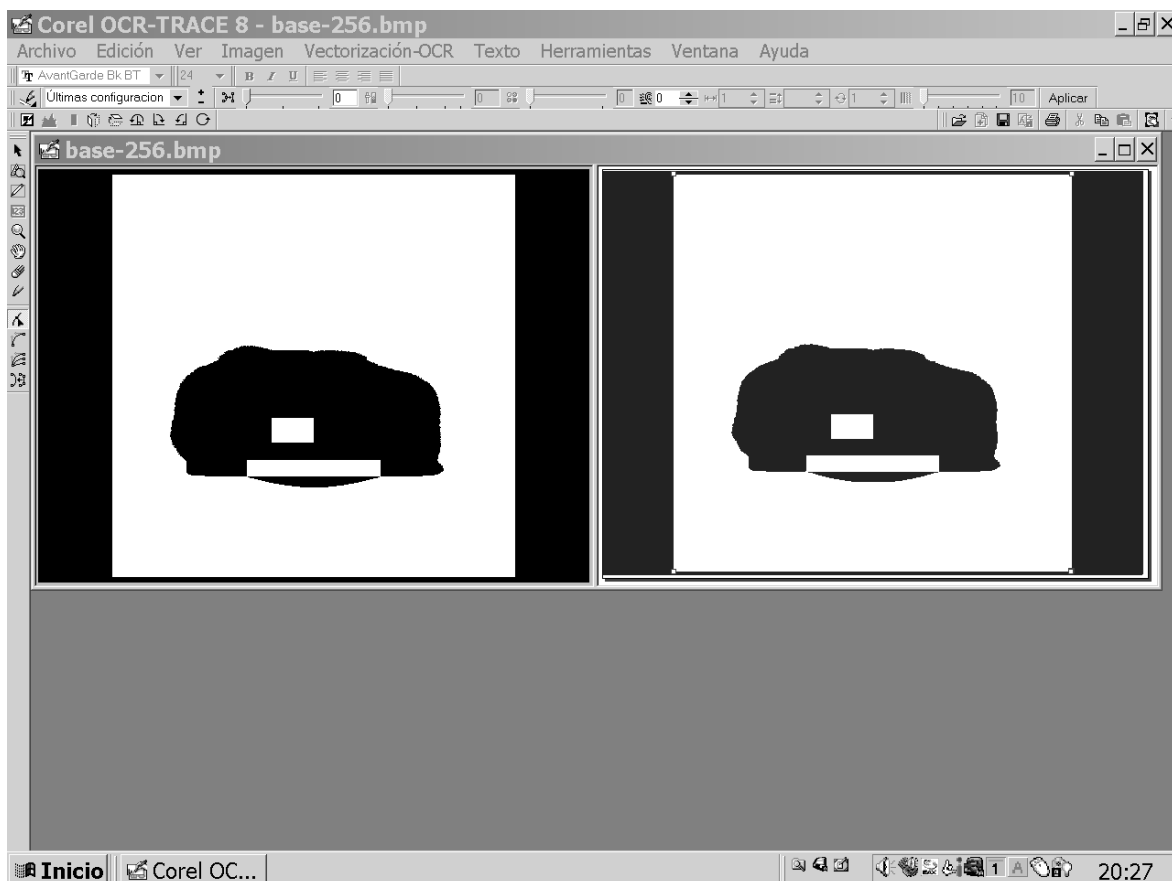 Corel OCR-TRACE 8 - base-256.bmp
Archivo Edición Ver Imagen Vectorización-OCR Texto Herramientas Ventana Ayuda
AvantGarde Bk BT 24 B I U
Últimas configuracion 0 0 0 0 1 1 10 Aplicar
base-256.bmp
123
Inicio Corel OC... 1 A 20:27